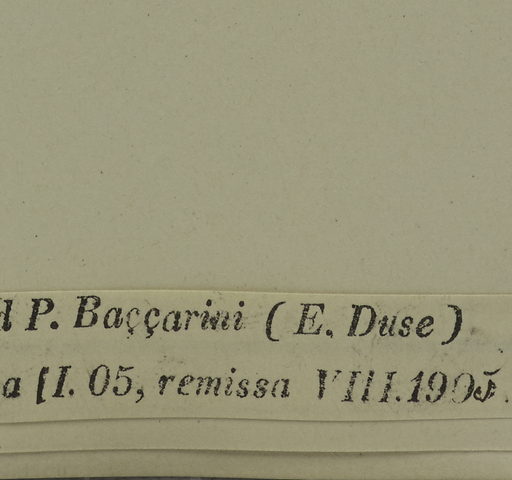 d P. Baççarini ( E. Duse )
a [I. 05, remissa VIII.1905.